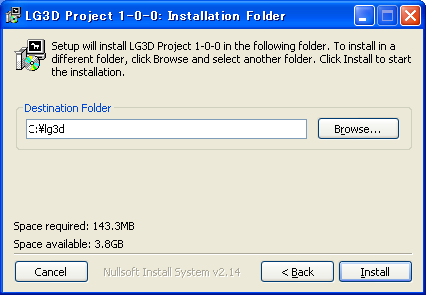 LG3D Project 1-0-0: Installation Folder
Setup will install LG3D Project 1-0-0 in the following folder. To install in a
different folder, click Browse and select another folder. Click Install to start
the installation.
Destination Folder
C:¥lg3d
Browse...
Space required: 143.3MB
Space available: 3.8GB
Cancel
Nullsoft Install System v2.14
< Back
Install